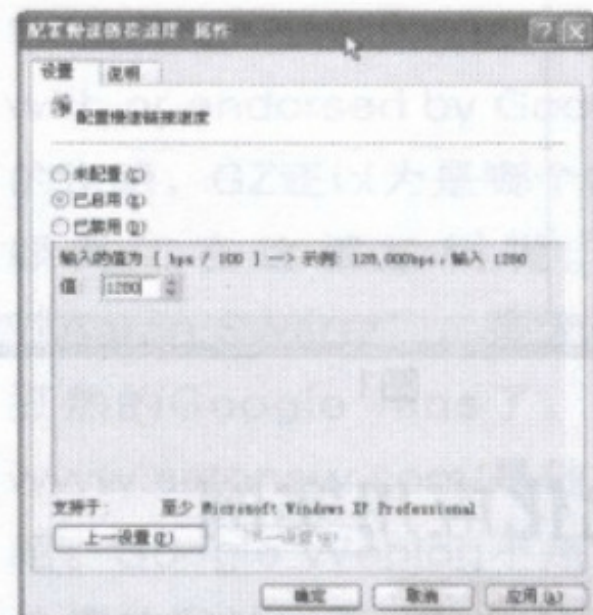 配置慢速链接速度 属性
设置 说明
配置慢速链接速度
未配置(C)
已启用(E)
已禁用(D)
输入的值为 [ bps / 100 ] --> 示例: 128,000bps，输入 1280
值: 1280
支持于: 至少 Microsoft Windows XP Professional
上一设置(P)
确定 取消 应用(A)